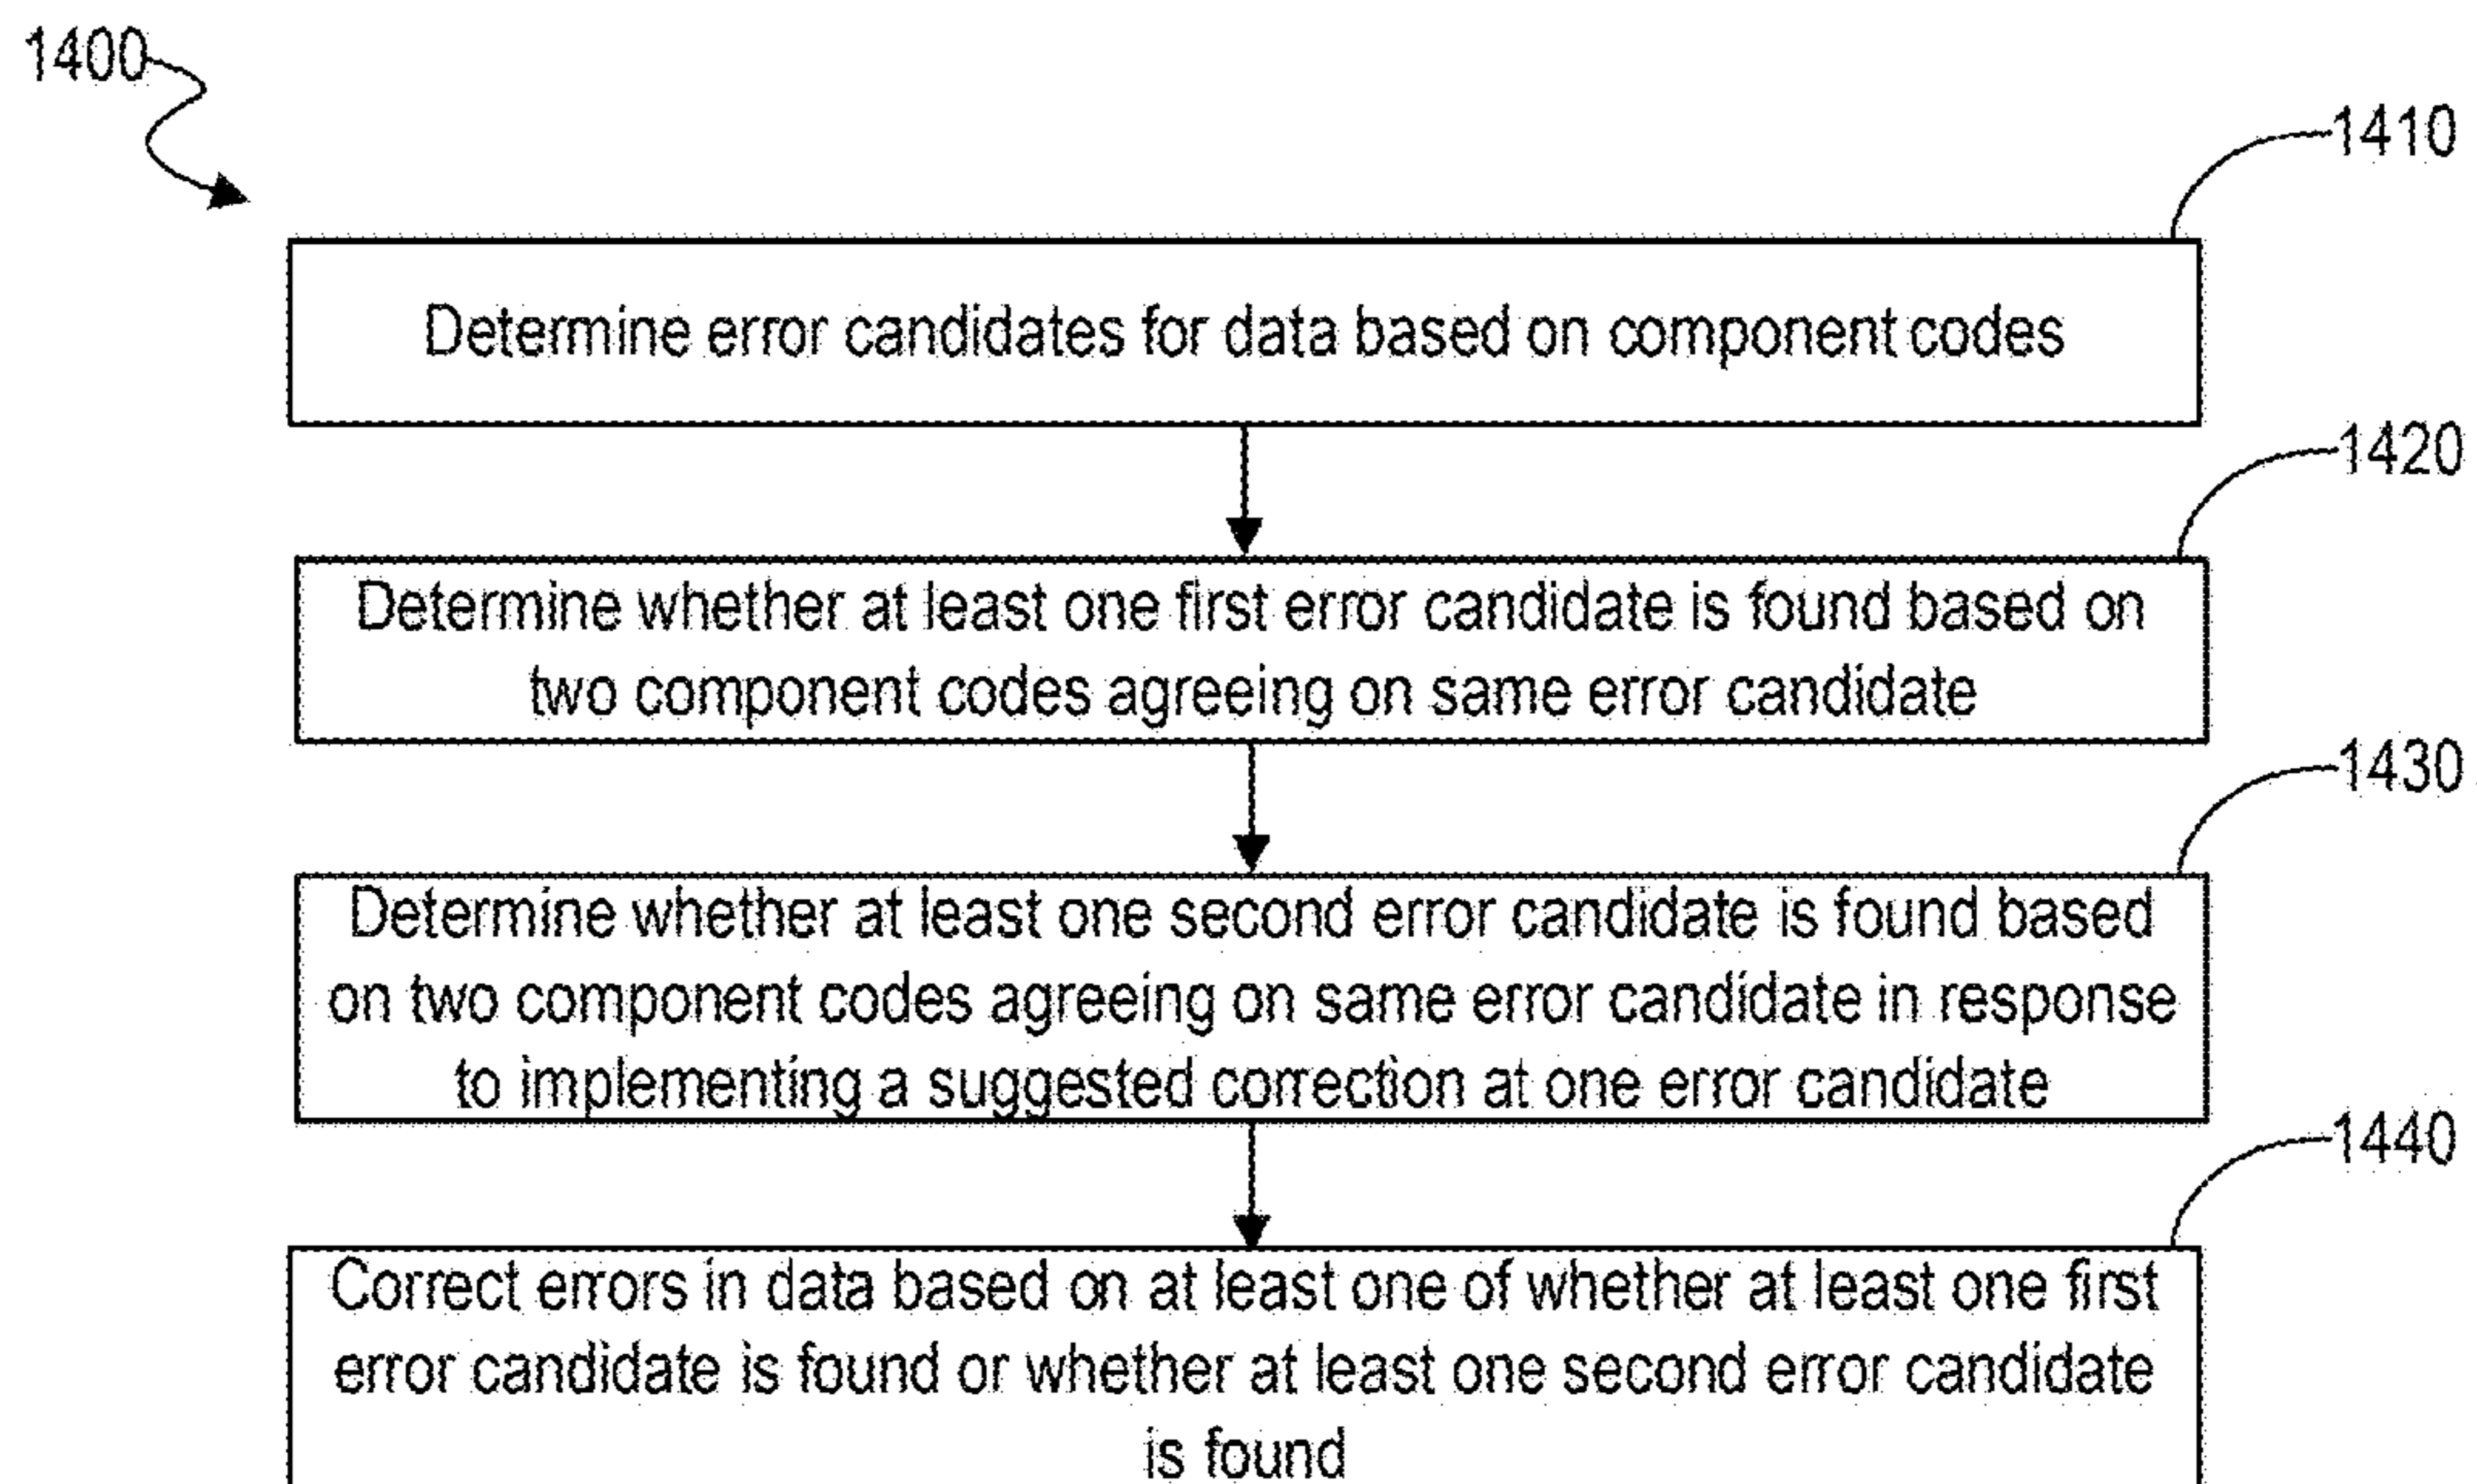 1400
1410
Determine error candidates for data based on component codes
1420
Determine whether at least one first error candidate is found based on
two component codes agreeing on same error candidate
1430
Determine whether at least one second error candidate is found based
on two component codes agreeing on same error candidate in response
to implementing a suggested correction at one error candidate
1440
Correct errors in data based on at least one of whether at least one first
error candidate is found or whether at least one second error candidate
is found